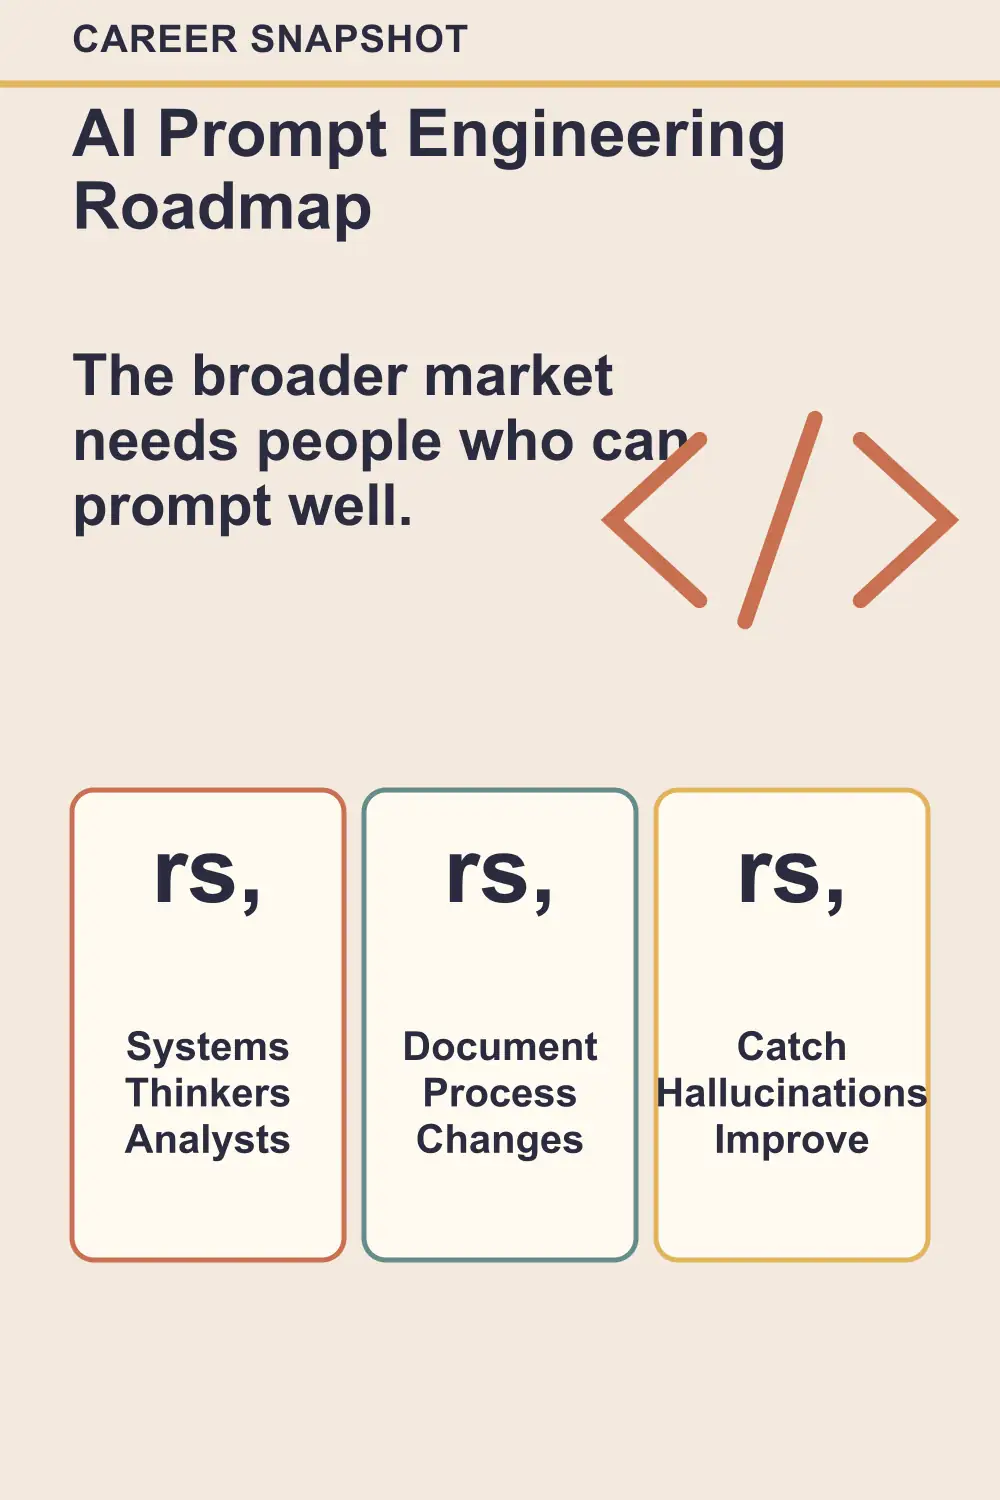 CAREER SNAPSHOT
AI Prompt Engineering
Roadmap
The broader market
needs people who can
prompt well.
rs,
Systems
Thinkers
Analysts
rs,
Document
Process
Changes
rs,
Catch
Hallucinations
Improve